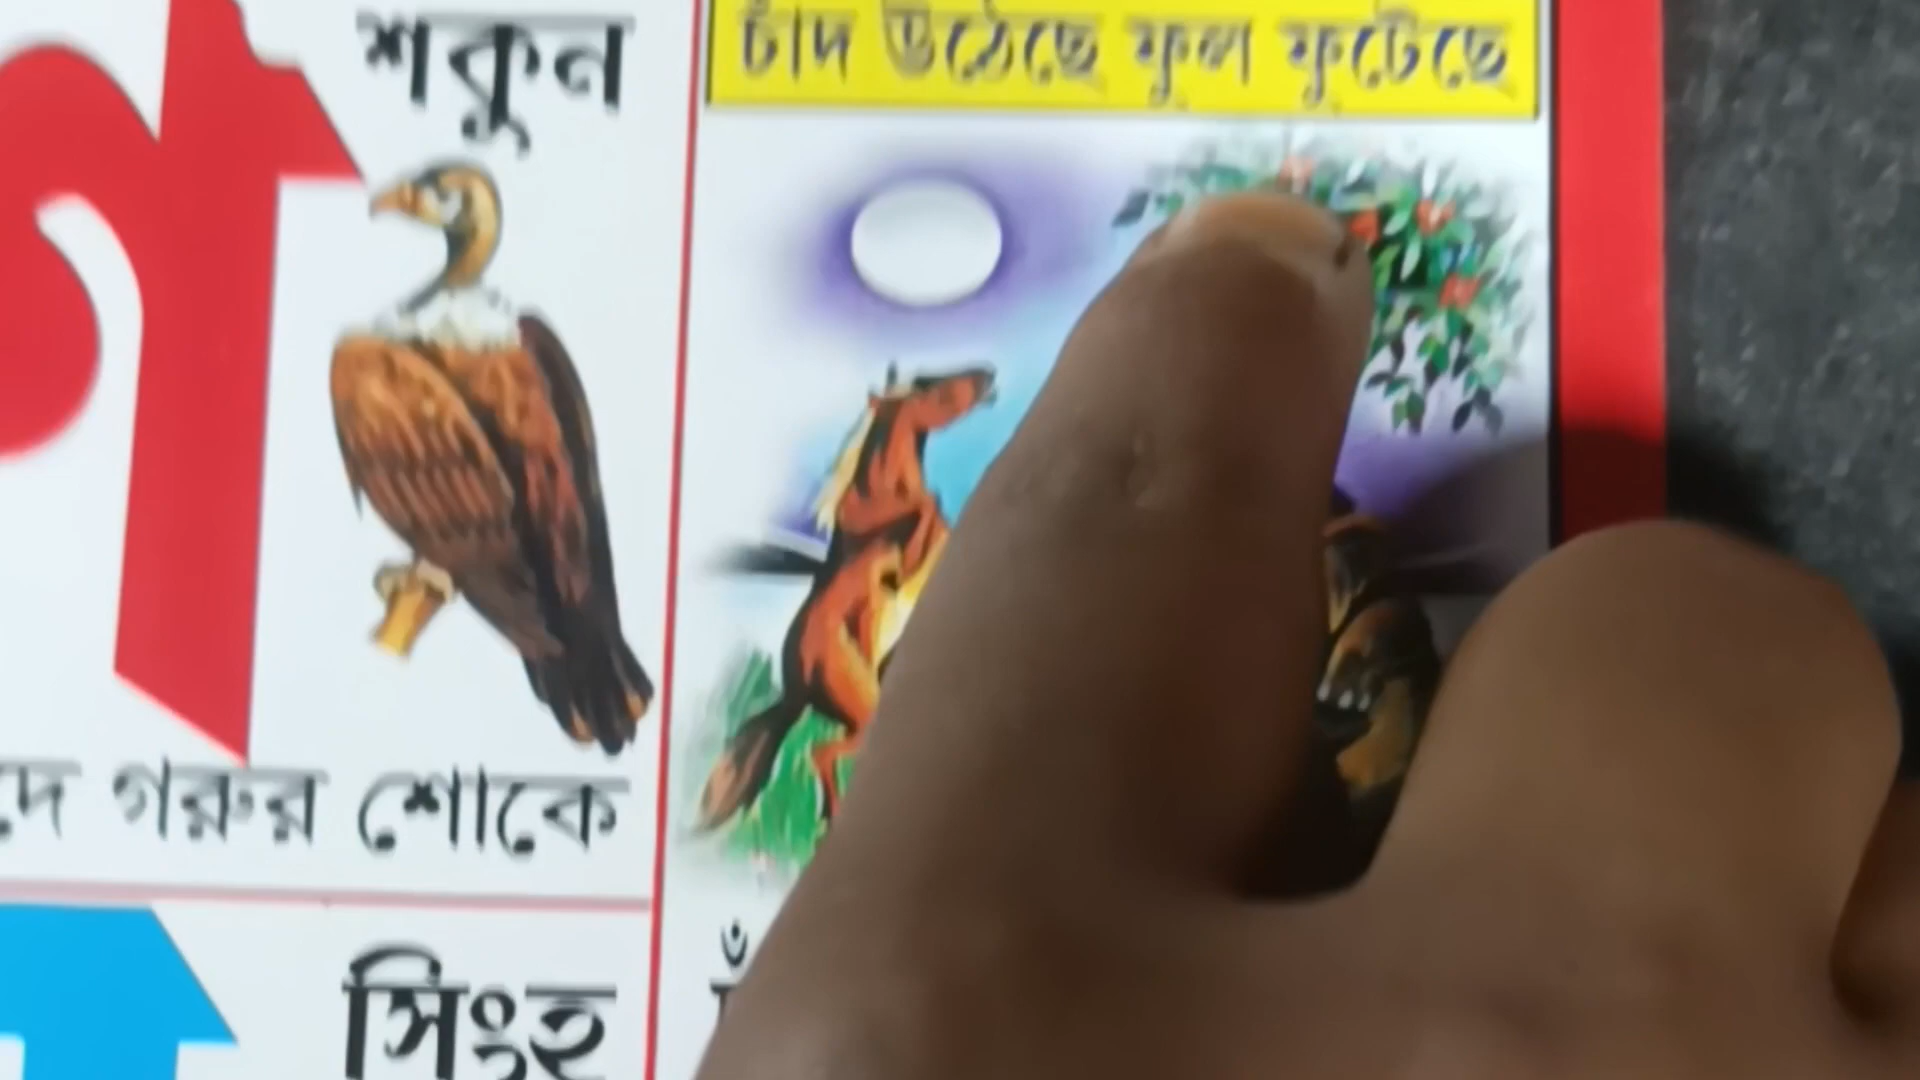 শকুন
চাঁদ উঠেছে ফুল ফুটেছে
গরুর শোকে
সিংহ